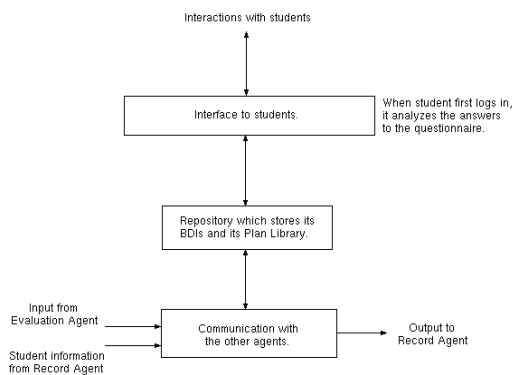 Interactions with students
Interface to students.
When student first logs in,
it analyzes the answers
to the questionnaire.
Repository which stores its
BDIs and its Plan Library.
Input from
Evaluation Agent
Student information
from Record Agent
Communication with
the other agents.
Output to
Record Agent